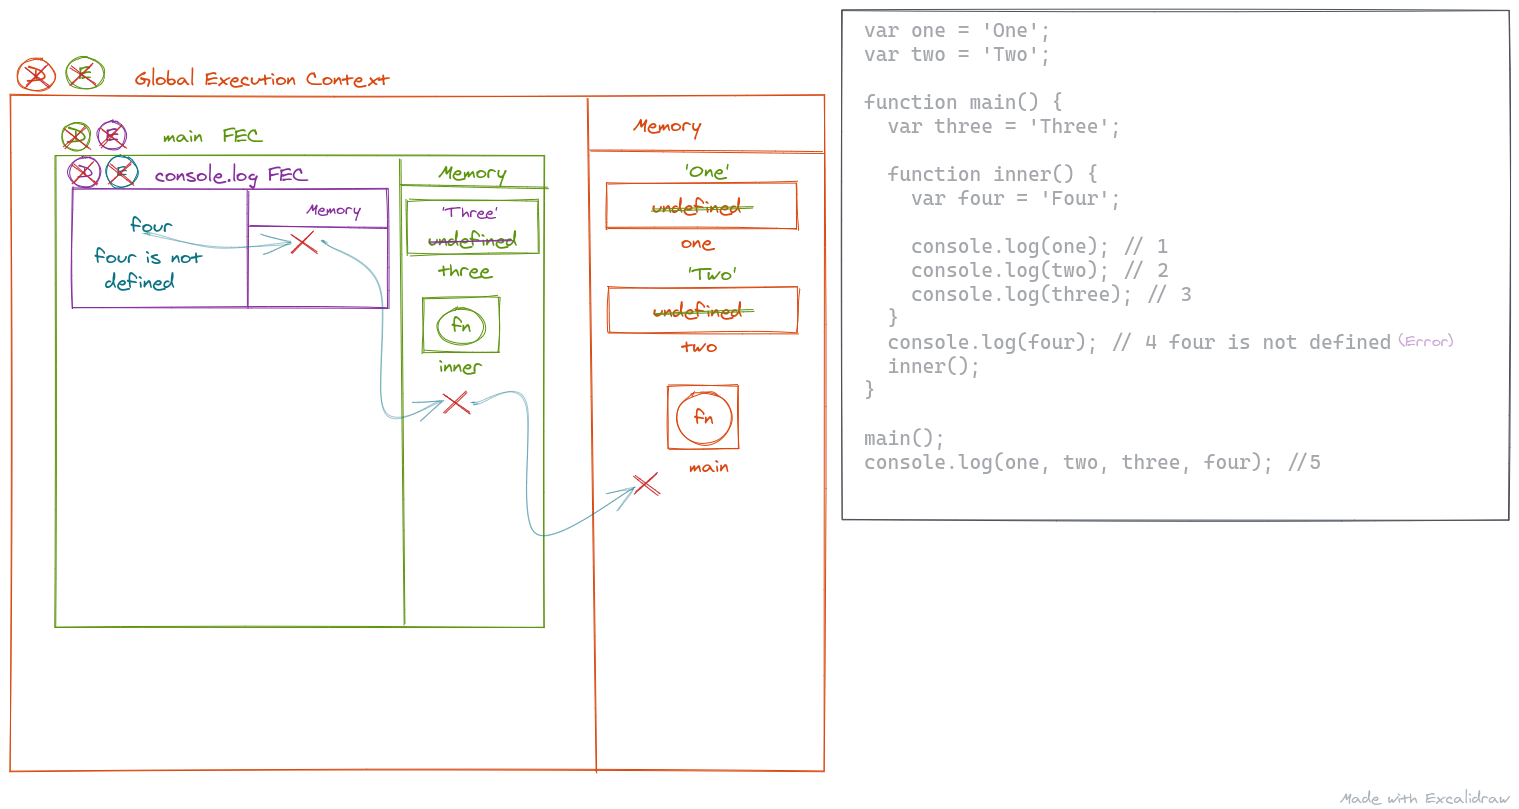 D E Global Execution Context
D E main FEC
D E console.log FEC
Memory
four
four is not
defined
Memory
'Three'
undefined
three
fn
inner
Memory
'One'
undefined
one
'Two'
undefined
two
fn
main
var one = 'One';
var two = 'Two';
function main() {
var three = 'Three';
function inner() {
var four = 'Four';
console.log(one); // 1
console.log(two); // 2
console.log(three); // 3
}
console.log(four); // 4 four is not defined (Error)
inner();
}
main();
console.log(one, two, three, four); //5
Made with Excalidraw